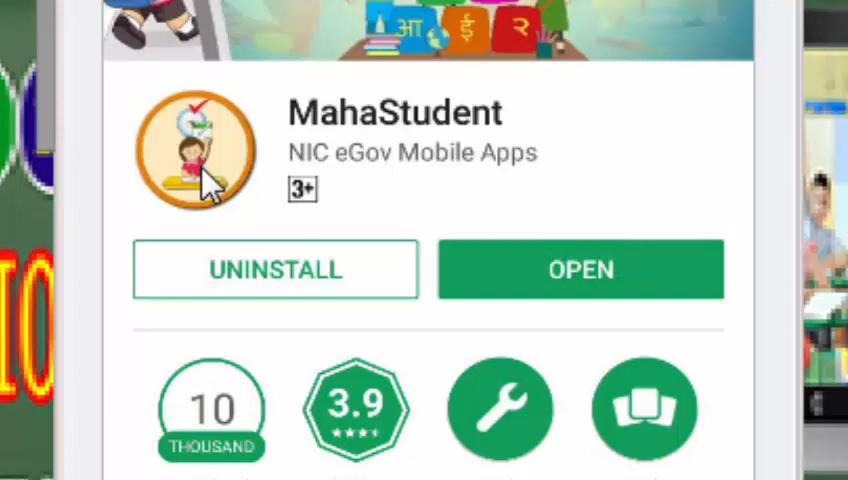 आ ई र
MahaStudent
NIC eGov Mobile Apps
3+
UNINSTALL
OPEN
10
THOUSAND
3.9